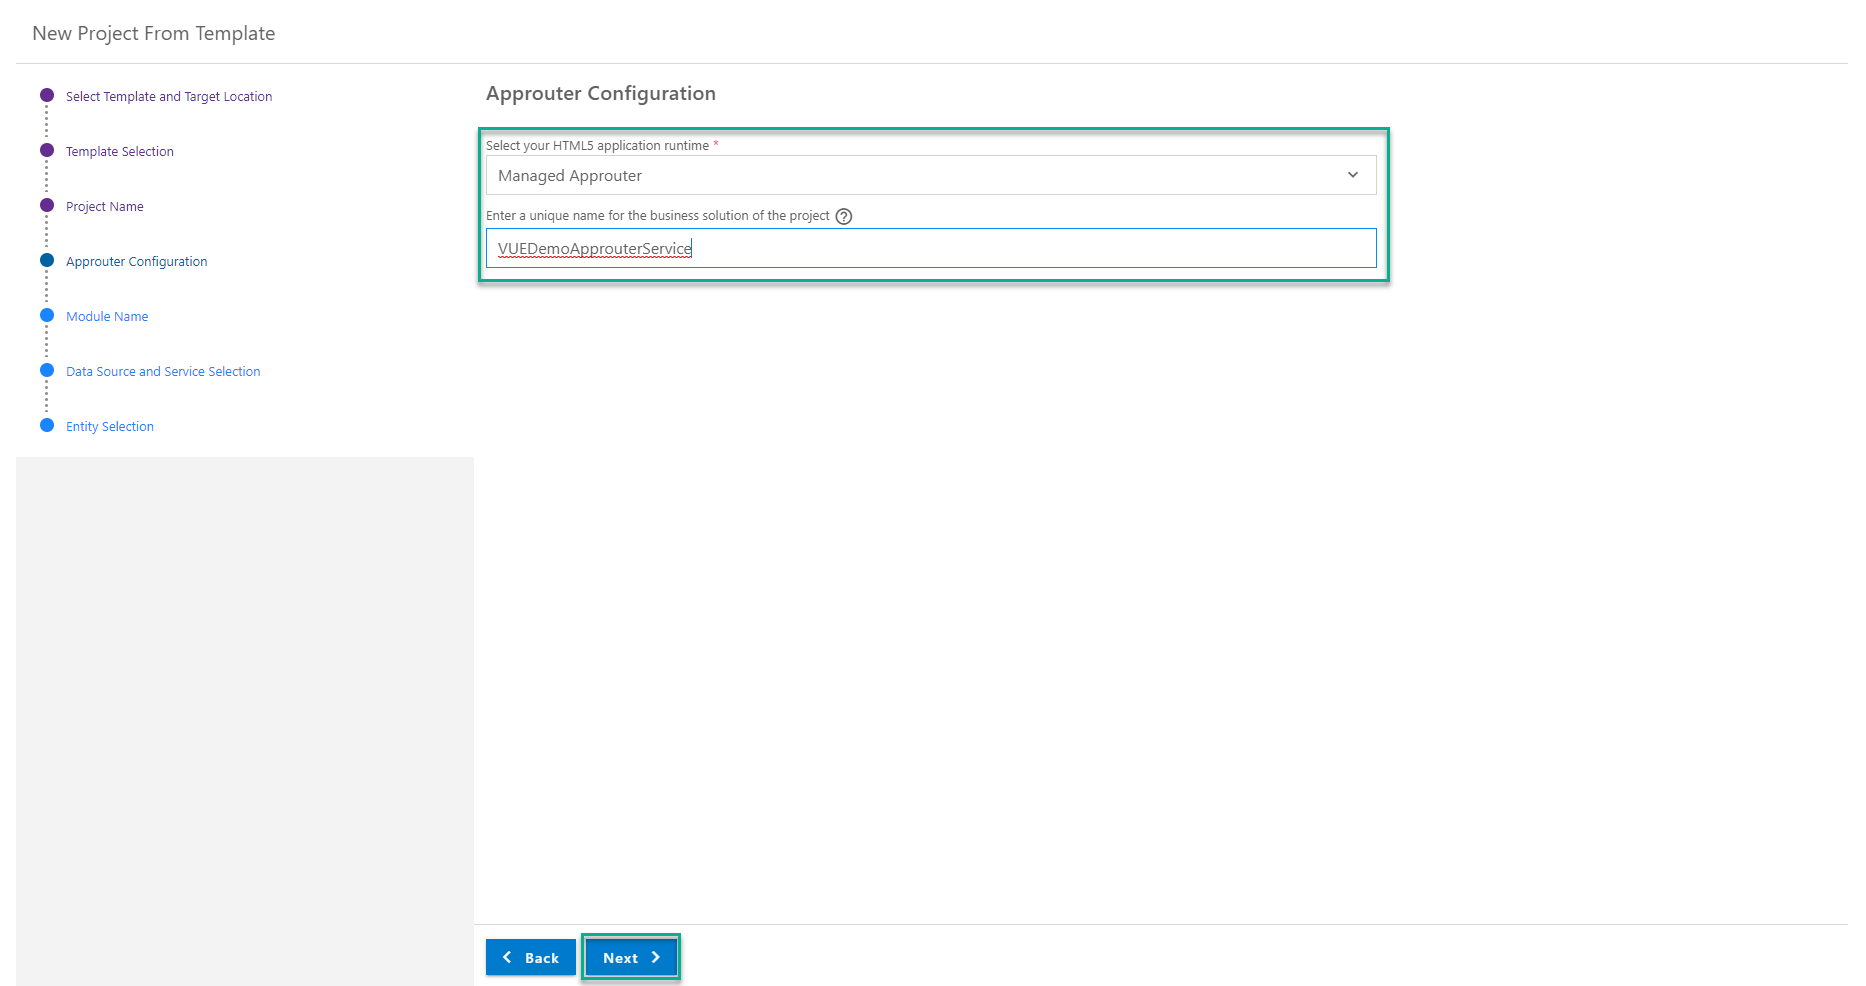 New Project From Template
Select Template and Target Location
Template Selection
Project Name
Approuter Configuration
Module Name
Data Source and Service Selection
Entity Selection
Approuter Configuration
Select your HTML5 application runtime *
Managed Approuter
Enter a unique name for the business solution of the project ?
VUEDemoApprouterService
Back
Next